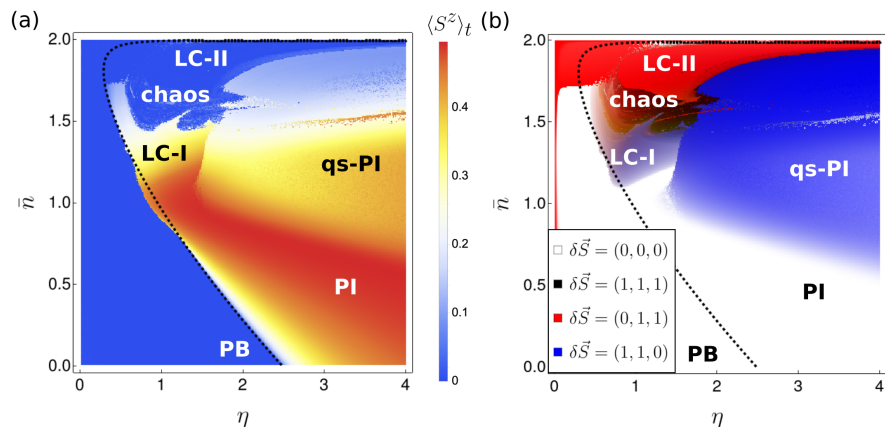 (a)
⟨S^z⟩_t
(b)
2.0
LC-II
chaos
1.5
LC-I
qs-PI
n̄
1.0
0.5
PI
PB
0.0
0
1
2
3
4
η
0.4
0.3
0.2
0.1
0
2.0
LC-II
chaos
1.5
LC-I
qs-PI
n̄
1.0
δS⃗ = (0, 0, 0)
δS⃗ = (1, 1, 1)
δS⃗ = (0, 1, 1)
δS⃗ = (1, 1, 0)
0.5
PI
PB
0.0
0
1
2
3
4
η